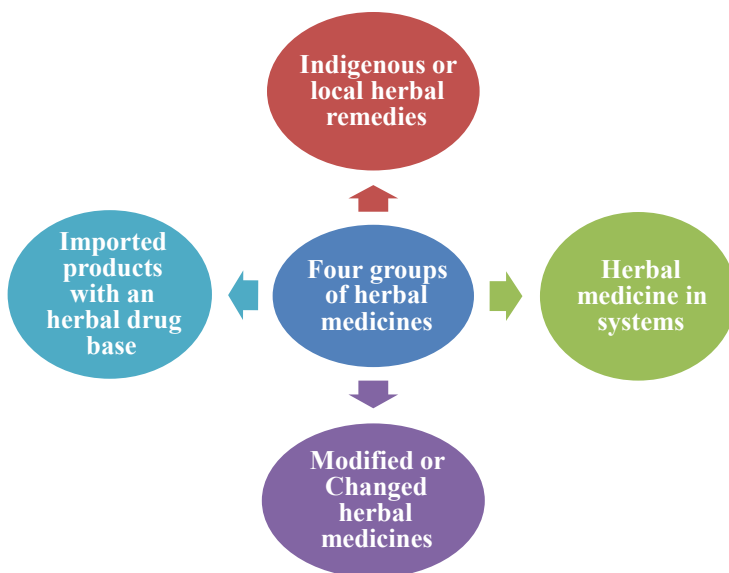 Indigenous or
local herbal
remedies
Imported
products
with an
herbal drug
base
Four groups
of herbal
medicines
Herbal
medicine in
systems
Modified or
Changed
herbal
medicines